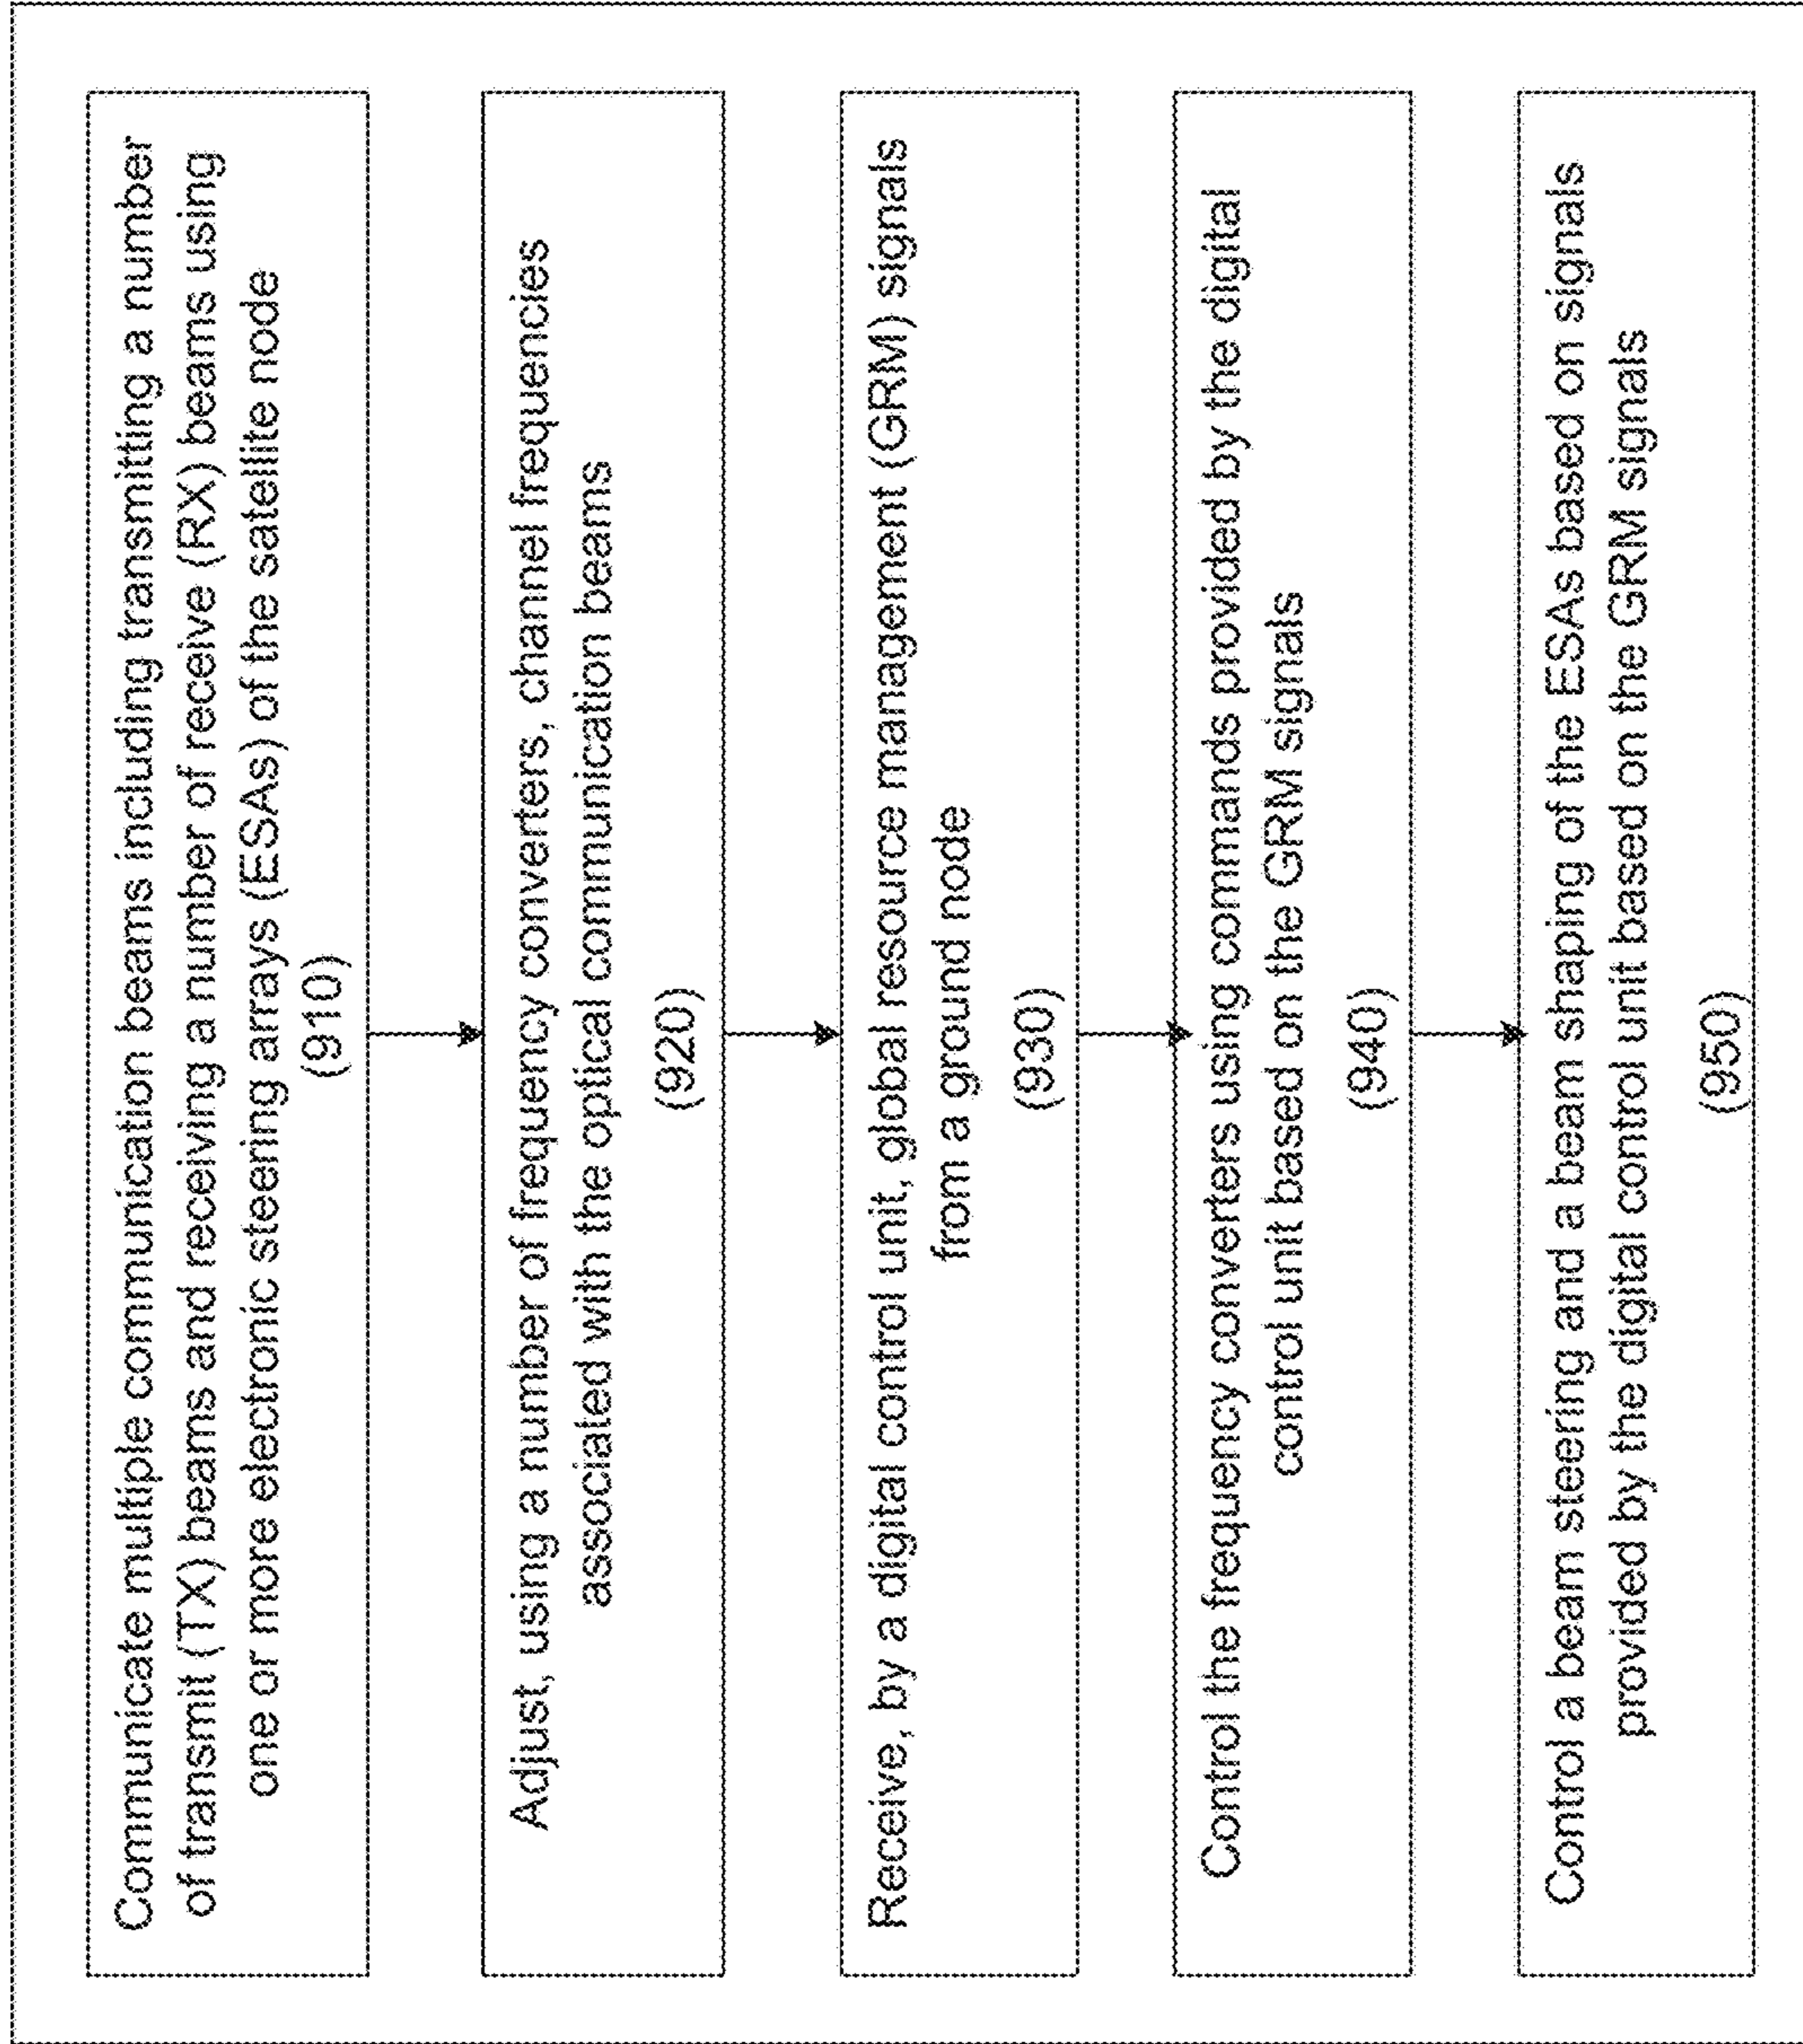 Communicate multiple communication beams including transmitting a number
of transmit (TX) beams and receiving a number of receive (RX) beams using
one or more electronic steering arrays (ESAs) of the satellite node
(910)
Adjust, using a number of frequency converters, channel frequencies
associated with the optical communication beams
(920)
Receive, by a digital control unit, global resource management (GRM) signals
from a ground node
(930)
Control the frequency converters using commands provided by the digital
control unit based on the GRM signals
(940)
Control a beam steering and a beam shaping of the ESAs based on signals
provided by the digital control unit based on the GRM signals
(950)